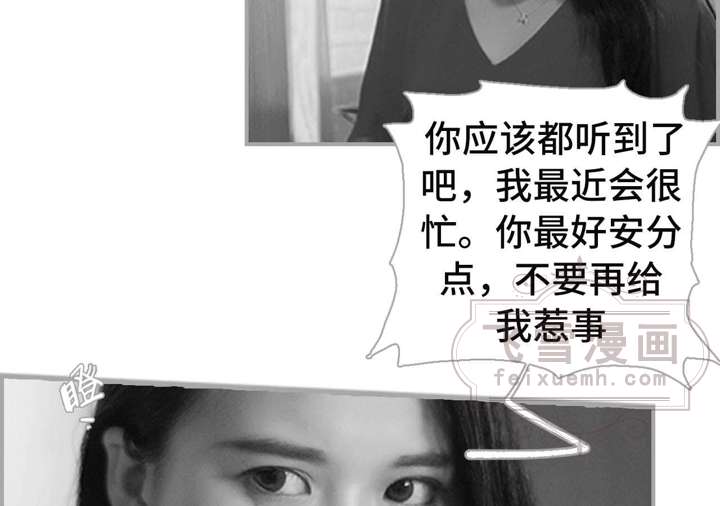 你应该都听到了
吧，我最近会很
忙。你最好安分
点，不要再给
我惹事
飞雪漫画
feixuemh.com
瞪